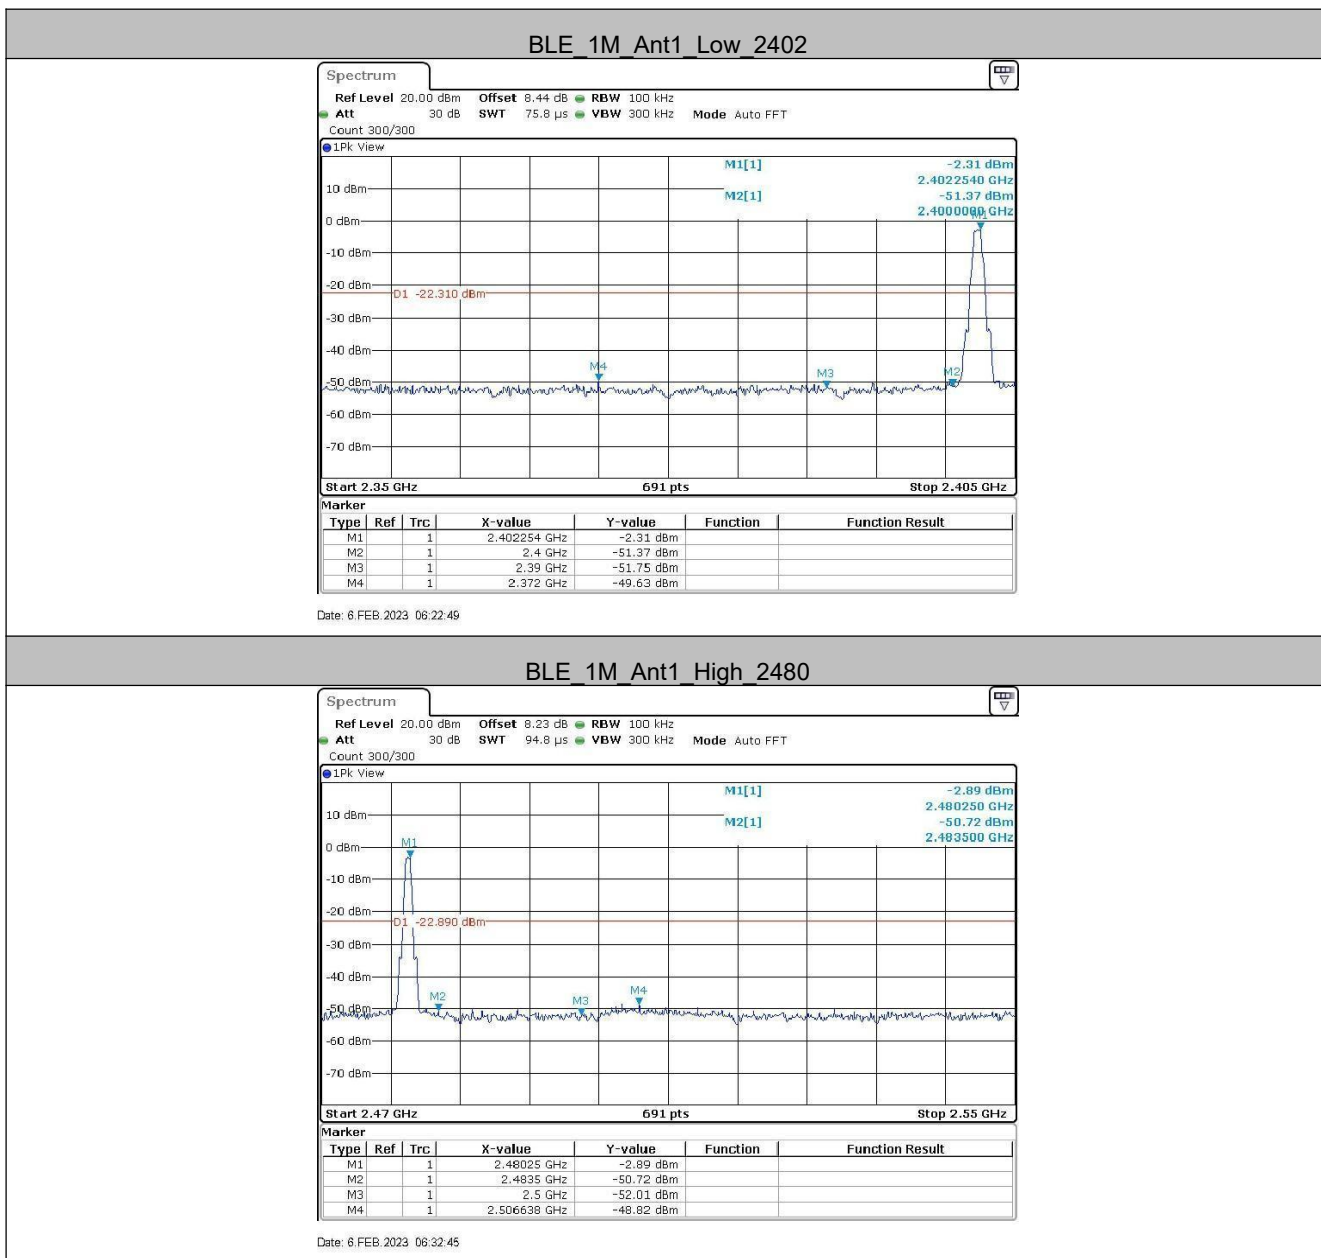 BLE_1M_Ant1_Low_2402
Spectrum
Ref Level 20.00 dBm Offset 8.44 dB RBW 100 kHz
Att 30 dB SWT 75.8 µs VBW 300 kHz Mode Auto FFT
Count 300/300
1Pk View
M1[1] -2.31 dBm
2.4022540 GHz
10 dBm
M2[1] -51.37 dBm
2.4000000 GHz
M1
0 dBm
-10 dBm
-20 dBm
D1 -22.310 dBm
-30 dBm
-40 dBm
M4
M3
M2
-50 dBm
-60 dBm
-70 dBm
Start 2.35 GHz 691 pts Stop 2.405 GHz
Marker
Type Ref Trc X-value Y-value Function Function Result
M1 1 2.402254 GHz -2.31 dBm
M2 1 2.4 GHz -51.37 dBm
M3 1 2.39 GHz -51.75 dBm
M4 1 2.372 GHz -49.63 dBm
Date: 6.FEB.2023 06:22:49
BLE_1M_Ant1_High_2480
Spectrum
Ref Level 20.00 dBm Offset 8.23 dB RBW 100 kHz
Att 30 dB SWT 94.8 µs VBW 300 kHz Mode Auto FFT
Count 300/300
1Pk View
M1[1] -2.89 dBm
2.480250 GHz
10 dBm
M2[1] -50.72 dBm
2.483500 GHz
M1
0 dBm
-10 dBm
-20 dBm
D1 -22.890 dBm
-30 dBm
-40 dBm
M2
M3
M4
-50 dBm
-60 dBm
-70 dBm
Start 2.47 GHz 691 pts Stop 2.55 GHz
Marker
Type Ref Trc X-value Y-value Function Function Result
M1 1 2.48025 GHz -2.89 dBm
M2 1 2.4835 GHz -50.72 dBm
M3 1 2.5 GHz -52.01 dBm
M4 1 2.506638 GHz -48.82 dBm
Date: 6.FEB.2023 06:32:45